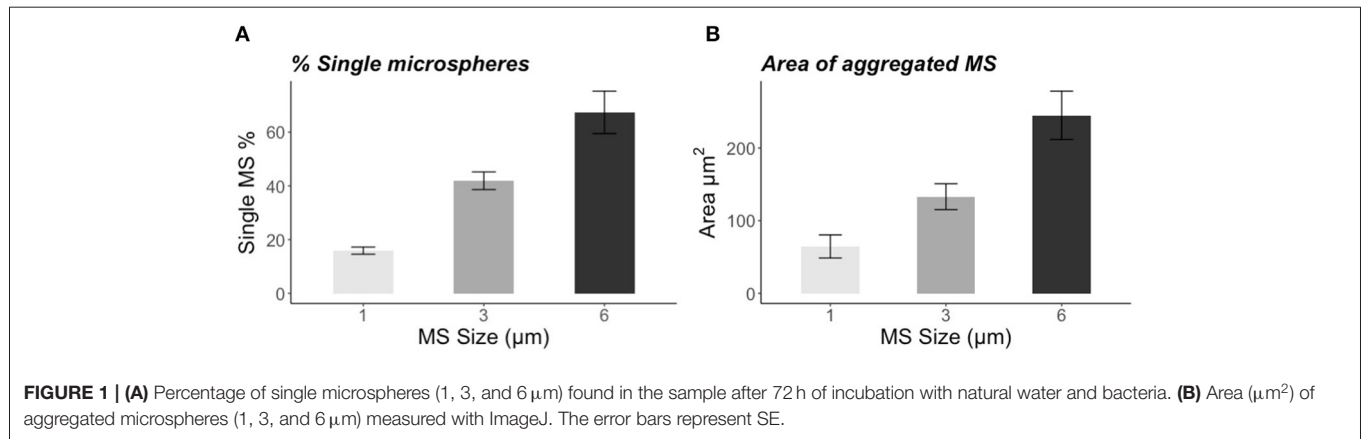 A
% Single microspheres
Single MS %
60
40
20
0
1 3 6
MS Size (µm)
B
Area of aggregated MS
Area µm²
200
100
0
1 3 6
MS Size (µm)
FIGURE 1 | (A) Percentage of single microspheres (1, 3, and 6 µm) found in the sample after 72 h of incubation with natural water and bacteria. (B) Area (µm²) of
aggregated microspheres (1, 3, and 6 µm) measured with ImageJ. The error bars represent SE.